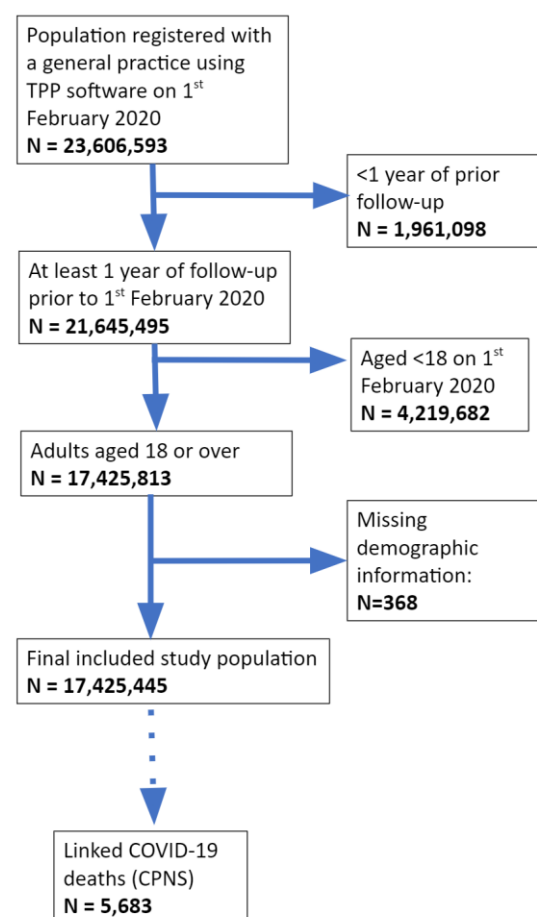 Population registered with
a general practice using
TPP software on 1st
February 2020
N = 23,606,593
<1 year of prior
follow-up
N = 1,961,098
At least 1 year of follow-up
prior to 1st February 2020
N = 21,645,495
Aged <18 on 1st
February 2020
N = 4,219,682
Adults aged 18 or over
N = 17,425,813
Missing
demographic
information:
N=368
Final included study population
N = 17,425,445
Linked COVID-19
deaths (CPNS)
N = 5,683